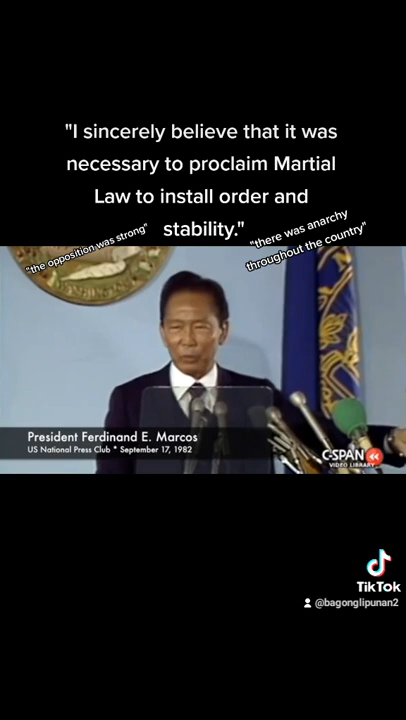 "I sincerely believe that it was
necessary to proclaim Martial
Law to install order and
stability."
"the opposition was strong"
"there was anarchy
throughout the country"
President Ferdinand E. Marcos
US National Press Club * September 17, 1982
C-SPAN
VIDEO LIBRARY
TikTok
@bagonglipunan2